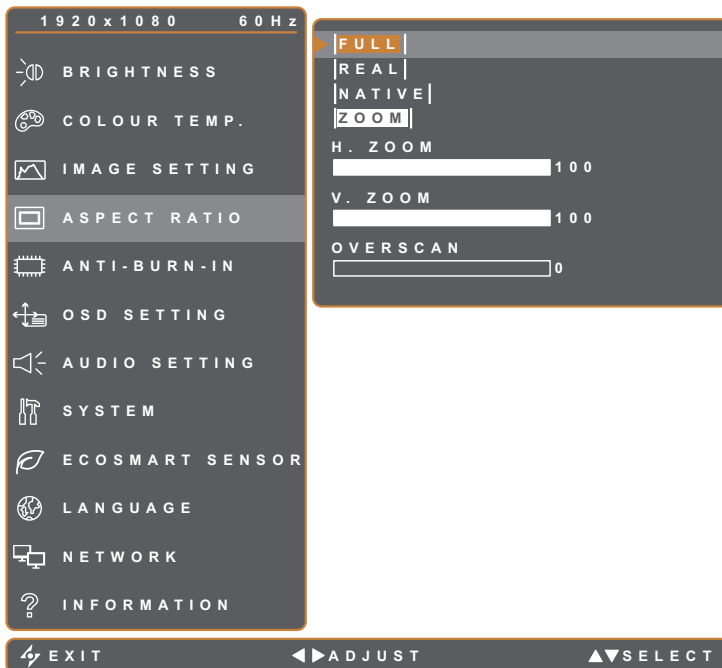 1920x1080 60Hz
BRIGHTNESS
COLOUR TEMP.
IMAGE SETTING
ASPECT RATIO
ANTI-BURN-IN
OSD SETTING
AUDIO SETTING
SYSTEM
ECOSMART SENSOR
LANGUAGE
NETWORK
INFORMATION
FULL
REAL
NATIVE
ZOOM
H. ZOOM
100
V. ZOOM
100
OVERSCAN
0
EXIT ADJUST SELECT